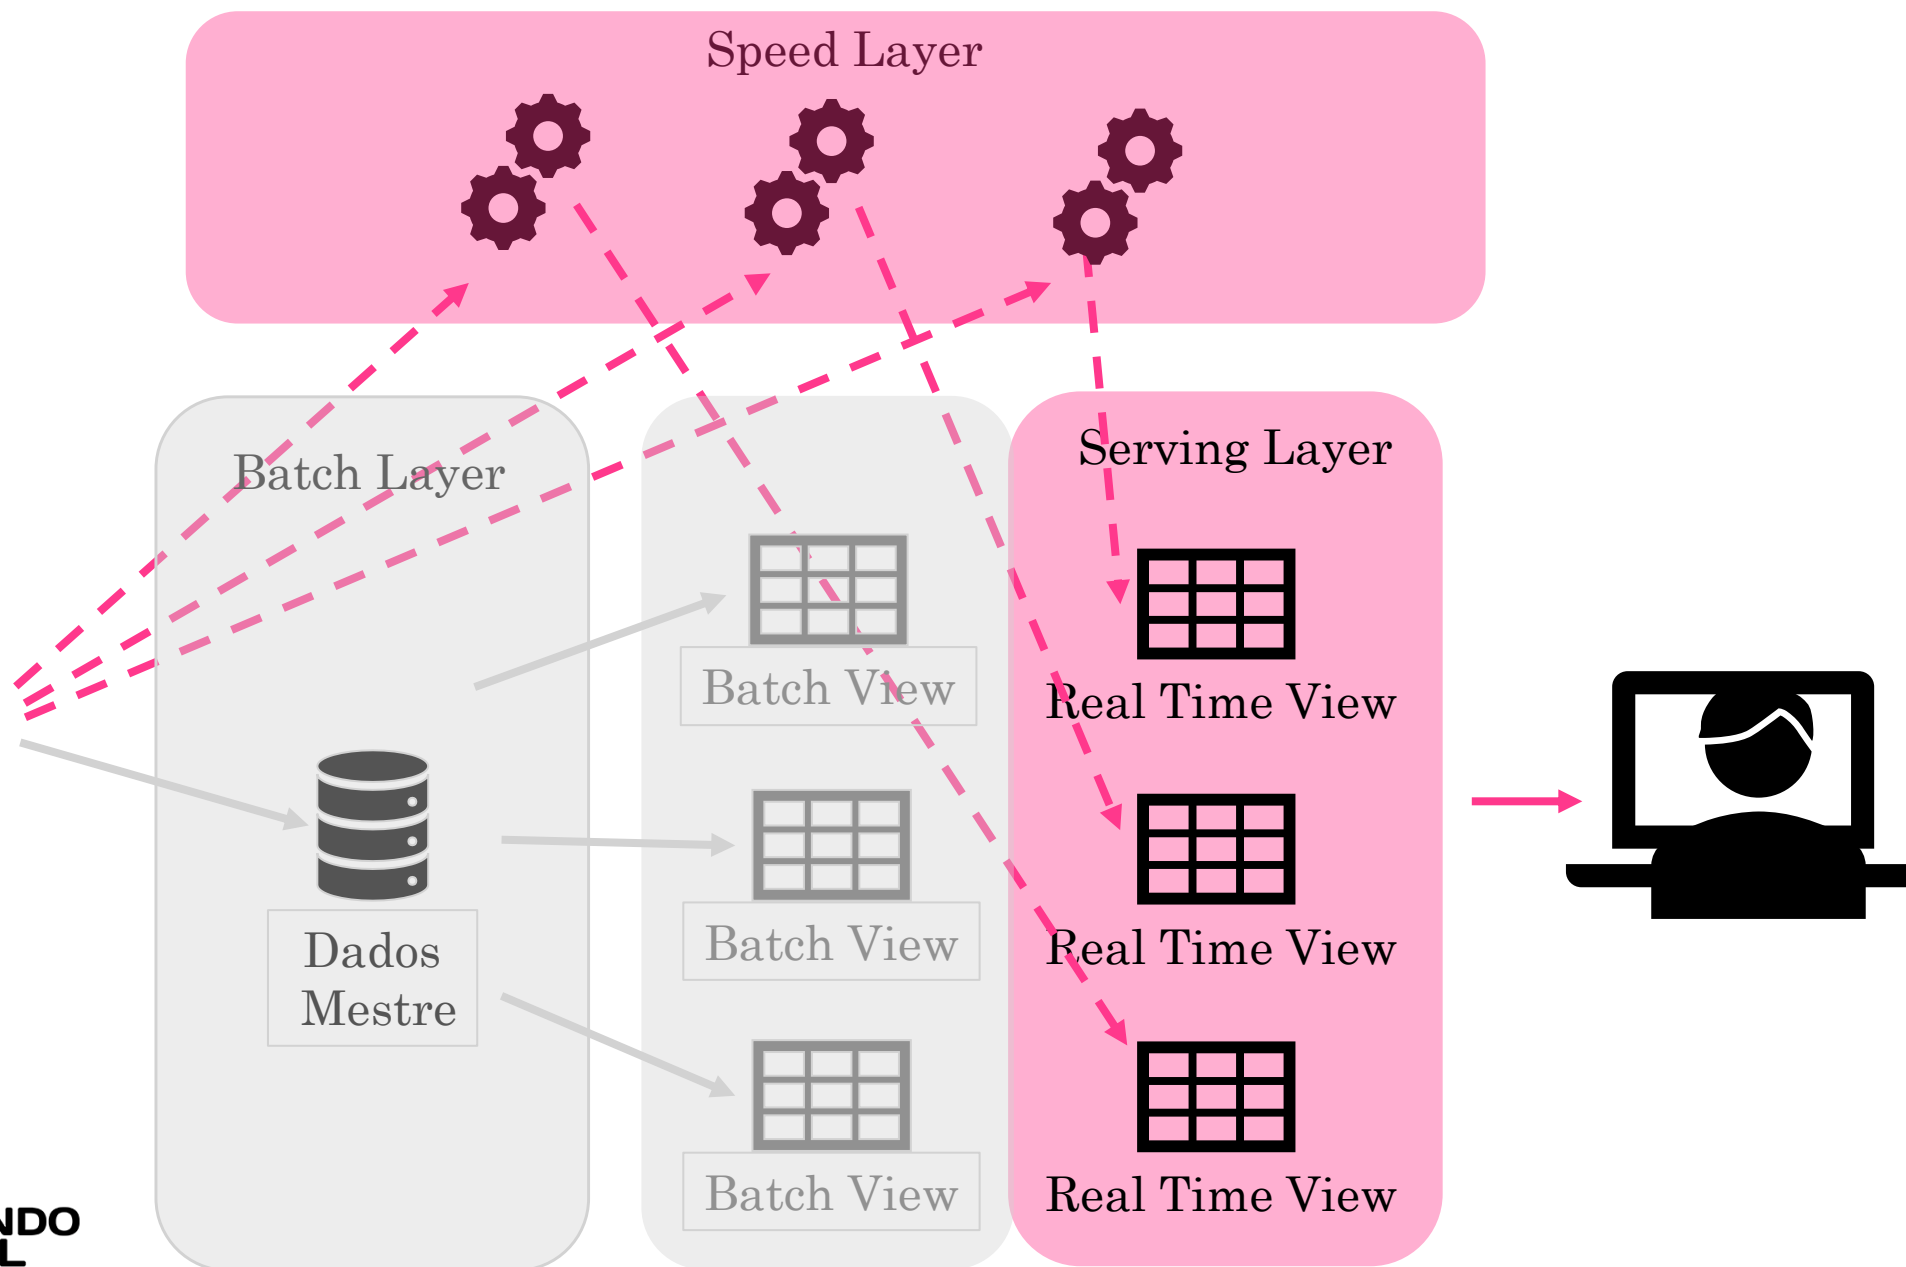 Speed Layer
Batch Layer
Serving Layer
Batch View
Real Time View
Batch View
Real Time View
Dados
Mestre
Batch View
Real Time View